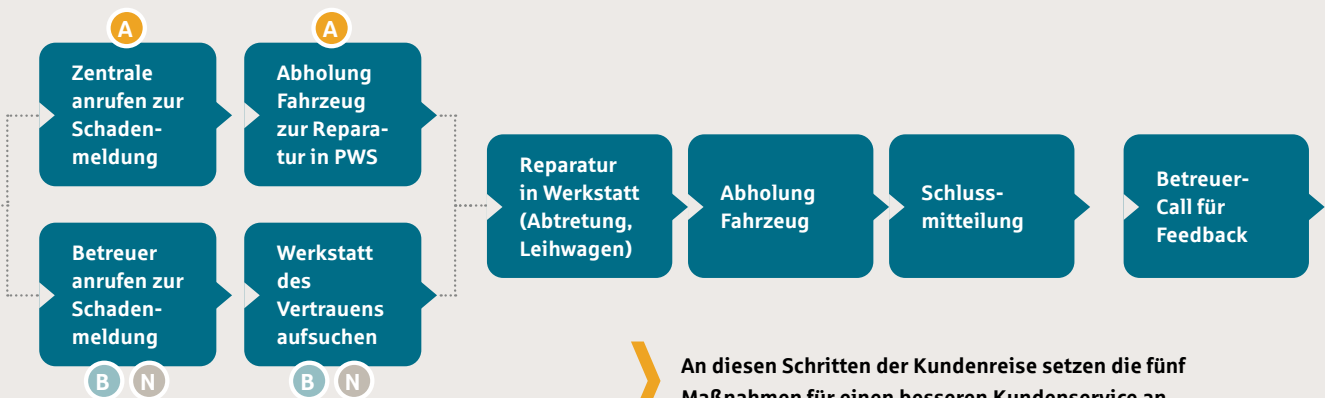 A
A
Zentrale
anrufen zur
Schaden-
meldung
Abholung
Fahrzeug
zur Repara-
tur in PWS
Betreuer
anrufen zur
Schaden-
meldung
Werkstatt
des
Vertrauens
aufsuchen
B N
B N
Reparatur
in Werkstatt
(Abtretung,
Leihwagen)
Abholung
Fahrzeug
Schluss-
mitteilung
Betreuer-
Call für
Feedback
An diesen Schritten der Kundenreise setzen die fünf
Maßnahmen für einen besseren Kundenservice an